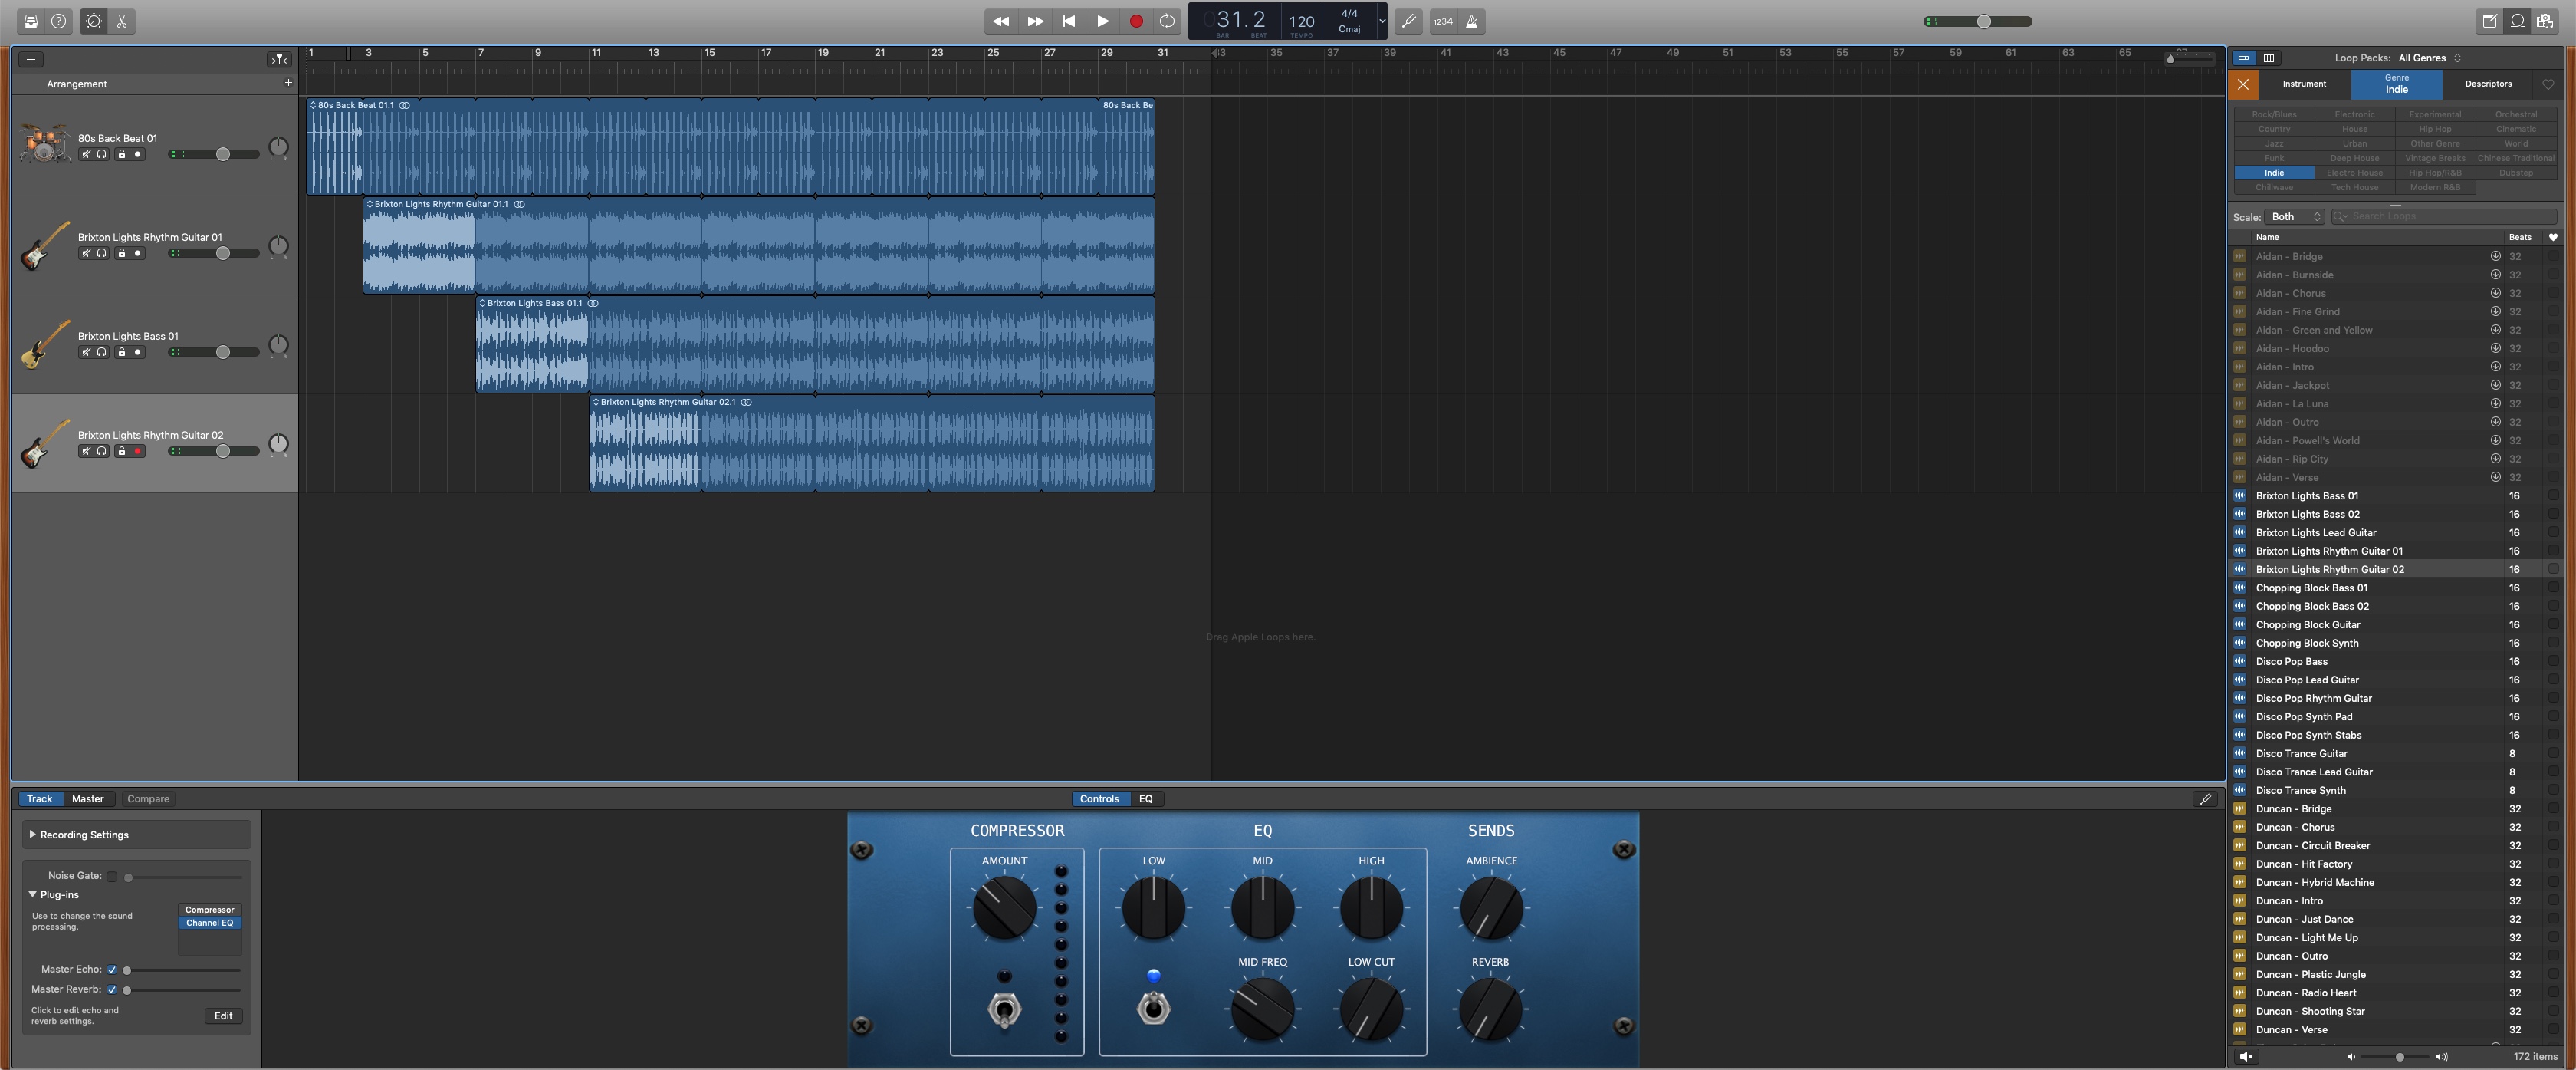 31.2
BAR BEAT
120
TEMPO
4/4
Cmaj
1234
Arrangement
1 3 5 7 9 11 13 15 17 19 21 23 25 27 29 31 33 35 37 39 41 43 45 47 49 51 53 55 57 59 61 63 65 67
80s Back Beat 01
L R
80s Back Beat 01.1
80s Back Be
Brixton Lights Rhythm Guitar 01
L R
Brixton Lights Rhythm Guitar 01.1
Brixton Lights Bass 01
L R
Brixton Lights Bass 01.1
Brixton Lights Rhythm Guitar 02
L R
Brixton Lights Rhythm Guitar 02.1
Drag Apple Loops here.
Track Master Compare
Controls EQ
Recording Settings
Noise Gate:
Plug-ins
Use to change the sound
processing.
Compressor
Channel EQ
Master Echo:
Master Reverb:
Click to edit echo and
reverb settings.
Edit
COMPRESSOR EQ SENDS
AMOUNT LOW MID HIGH AMBIENCE
MID FREQ LOW CUT REVERB
Loop Packs: All Genres
Instrument
Genre
Indie
Descriptors
Rock/Blues Electronic Experimental Orchestral
Country House Hip Hop Cinematic
Jazz Urban Other Genre World
Funk Deep House Vintage Breaks Chinese Traditional
Indie Electro House Hip Hop/R&B Dubstep
Chillwave Tech House Modern R&B
Scale: Both Search Loops
Name Beats
Aidan - Bridge 32
Aidan - Burnside 32
Aidan - Chorus 32
Aidan - Fine Grind 32
Aidan - Green and Yellow 32
Aidan - Hoodoo 32
Aidan - Intro 32
Aidan - Jackpot 32
Aidan - La Luna 32
Aidan - Outro 32
Aidan - Powell's World 32
Aidan - Rip City 32
Aidan - Verse 32
Brixton Lights Bass 01 16
Brixton Lights Bass 02 16
Brixton Lights Lead Guitar 16
Brixton Lights Rhythm Guitar 01 16
Brixton Lights Rhythm Guitar 02 16
Chopping Block Bass 01 16
Chopping Block Bass 02 16
Chopping Block Guitar 16
Chopping Block Synth 16
Disco Pop Bass 16
Disco Pop Lead Guitar 16
Disco Pop Rhythm Guitar 16
Disco Pop Synth Pad 16
Disco Pop Synth Stabs 16
Disco Trance Guitar 8
Disco Trance Lead Guitar 8
Disco Trance Synth 8
Duncan - Bridge 32
Duncan - Chorus 32
Duncan - Circuit Breaker 32
Duncan - Hit Factory 32
Duncan - Hybrid Machine 32
Duncan - Intro 32
Duncan - Just Dance 32
Duncan - Light Me Up 32
Duncan - Outro 32
Duncan - Plastic Jungle 32
Duncan - Radio Heart 32
Duncan - Shooting Star 32
Duncan - Verse 32
172 items